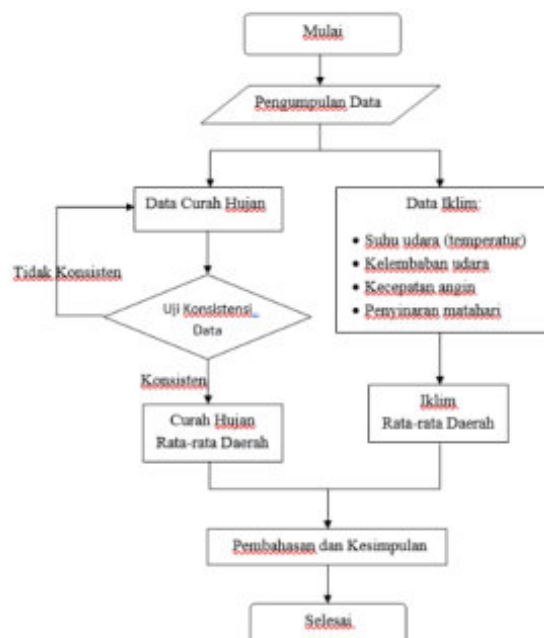 Mulai
Pengumpulan Data
Data Curah Hujan
Tidak Konsisten
Uji Konsistensi
Data
Konsisten
Curah Hujan
Rata-rata Daerah
Data Iklim:
• Suhu udara (temperatur)
• Kelembaban udara
• Kecepatan angin
• Penyinaran matahari
Iklim
Rata-rata Daerah
Pembahasan dan Kesimpulan
Selesai